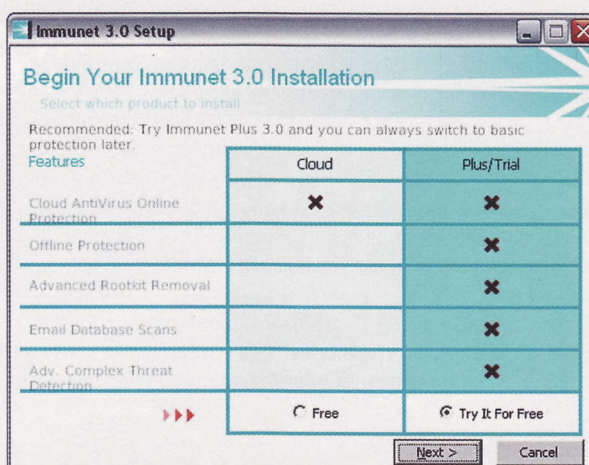 Immunet 3.0 Setup
Begin Your Immunet 3.0 Installation
Select which product to install
Recommended: Try Immunet Plus 3.0 and you can always switch to basic
protection later.
Features
Cloud
Plus/Trial
Cloud AntiVirus Online
Protection
Offline Protection
Advanced Rootkit Removal
Email Database Scans
Adv. Complex Threat
Detection
Free
Try It For Free
Next >
Cancel